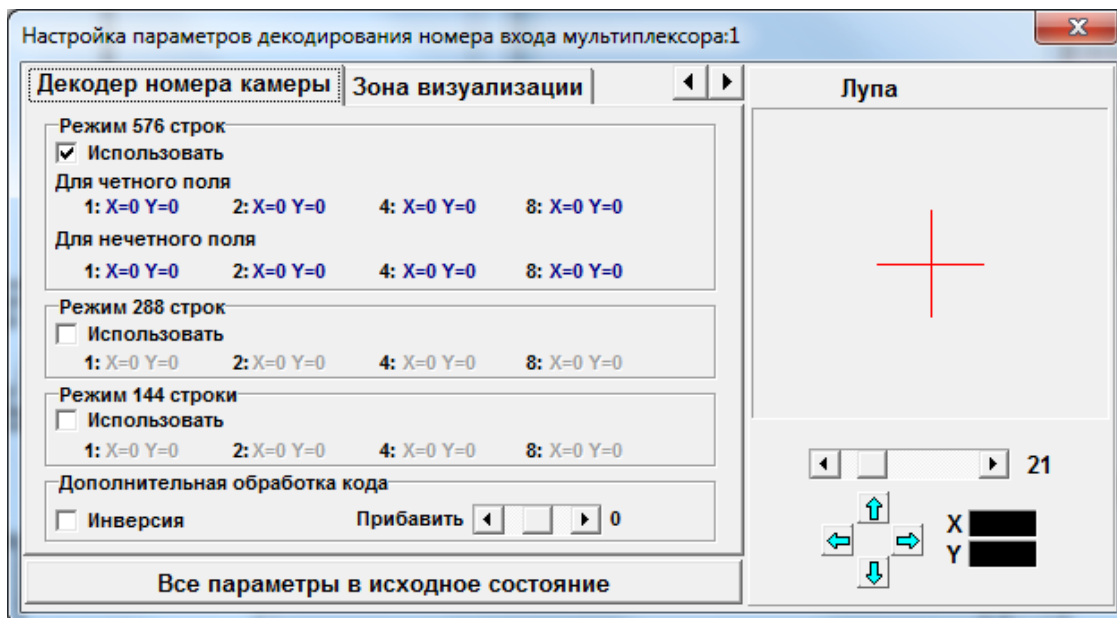 Настройка параметров декодирования номера входа мультиплексора:1
Декодер номера камеры
Зона визуализации
Режим 576 строк
Использовать
Для четного поля
1: X=0 Y=0 2: X=0 Y=0 4: X=0 Y=0 8: X=0 Y=0
Для нечетного поля
1: X=0 Y=0 2: X=0 Y=0 4: X=0 Y=0 8: X=0 Y=0
Режим 288 строк
Использовать
1: X=0 Y=0 2: X=0 Y=0 4: X=0 Y=0 8: X=0 Y=0
Режим 144 строки
Использовать
1: X=0 Y=0 2: X=0 Y=0 4: X=0 Y=0 8: X=0 Y=0
Дополнительная обработка кода
Инверсия Прибавить 0
Все параметры в исходное состояние
Лупа
21
X
Y